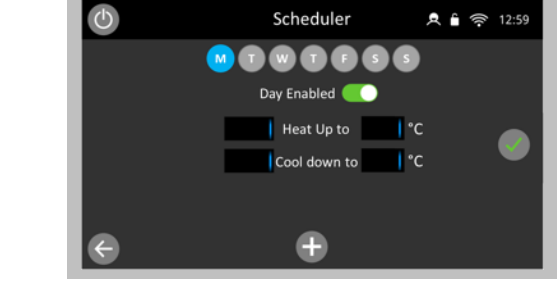 Scheduler 12:59
M T W T F S S
Day Enabled
Heat Up to °C
Cool down to °C